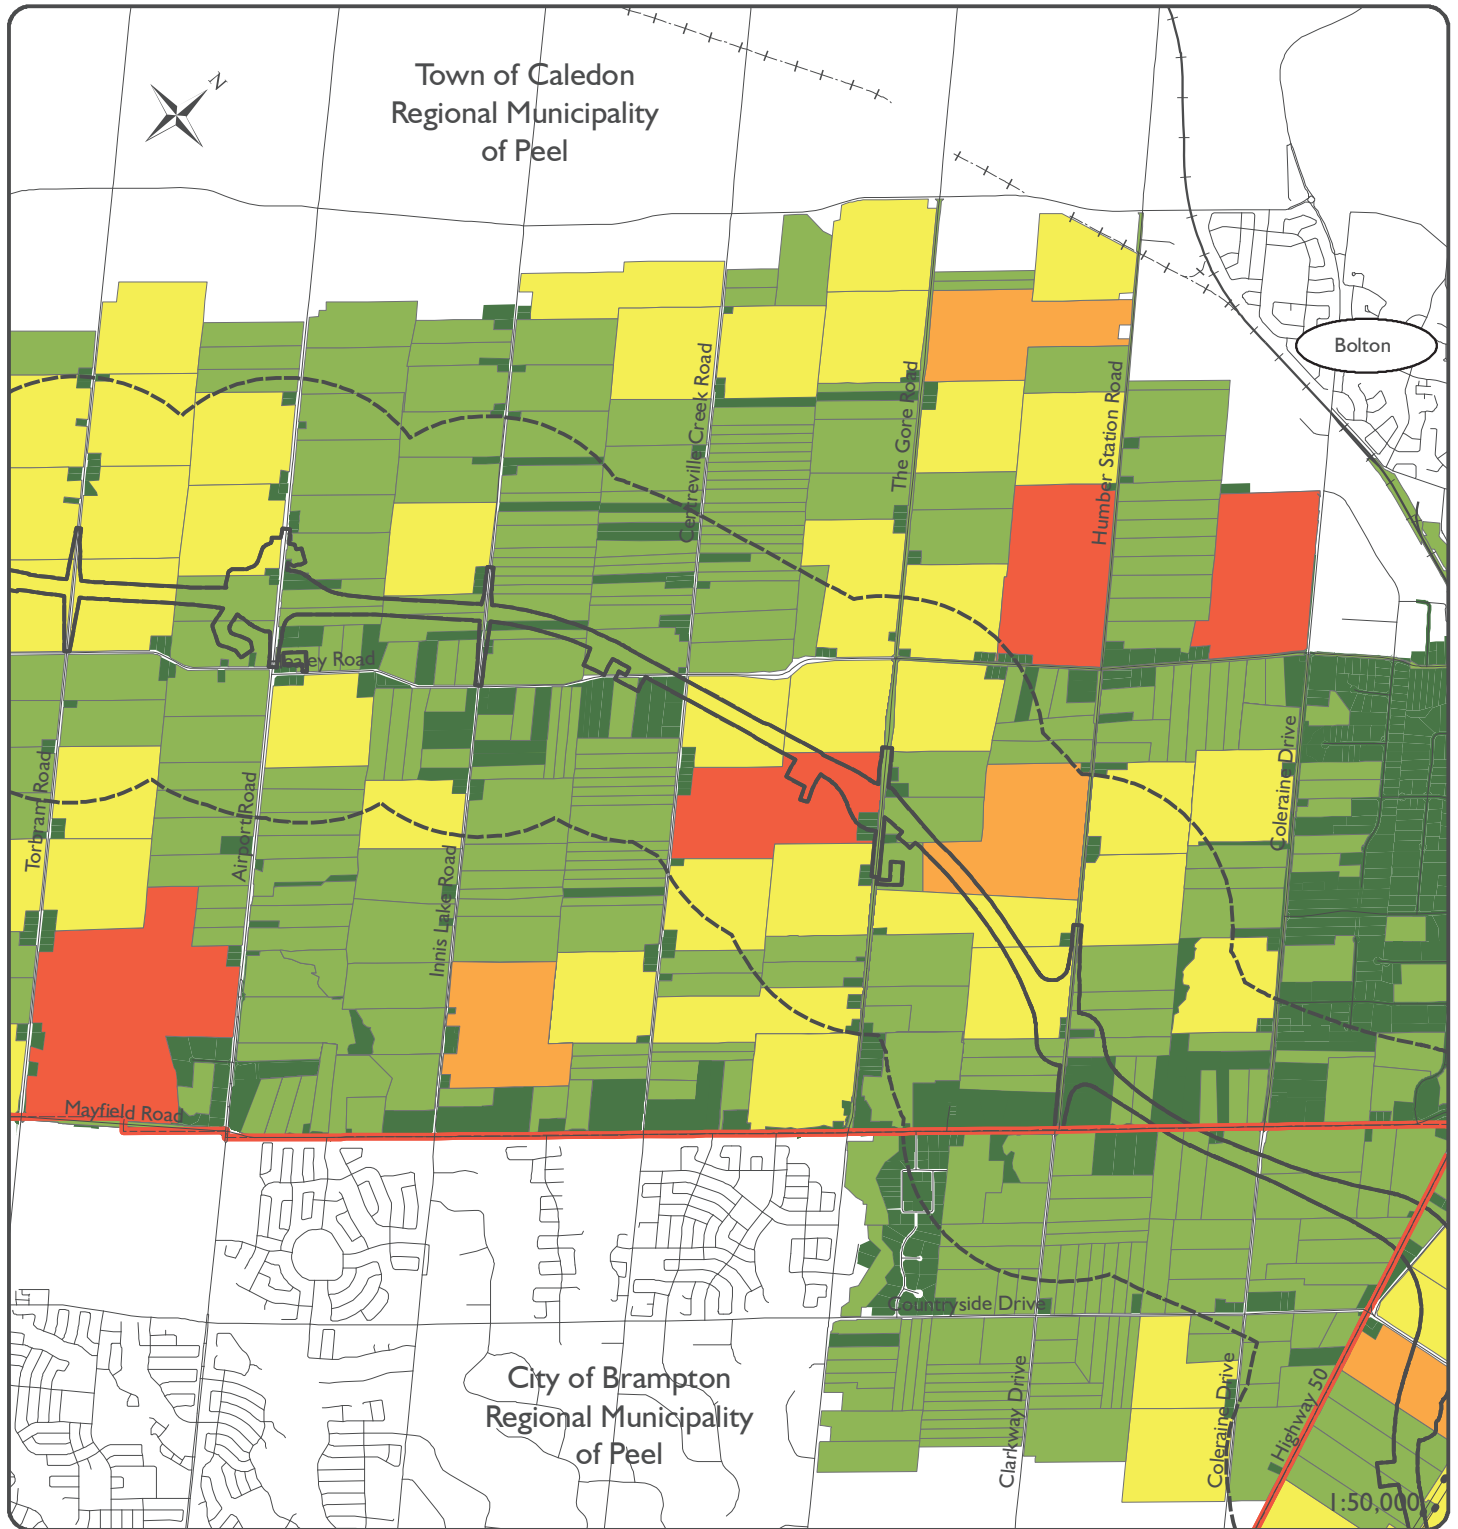 N
Town of Caledon
Regional Municipality
of Peel
Bolton
Centreville Creek Road
The Gore Road
Humber Station Road
Healey Road
Torbram Road
Airport Road
Innis Lake Road
Coleraine Drive
Mayfield Road
Countryside Drive
City of Brampton
Regional Municipality
of Peel
Clarkway Drive
Coleraine Drive
Highway 50
1:50,000